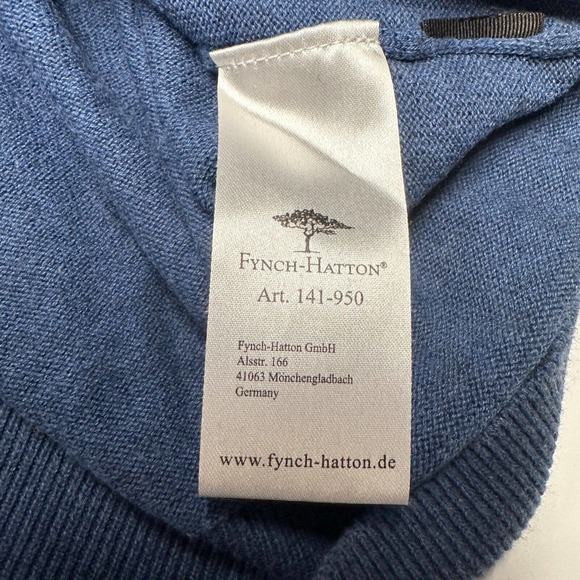 FYNCH-HATTON®
Art. 141-950
Fynch-Hatton GmbH
Alsstr. 166
41063 Mönchengladbach
Germany
www.fynch-hatton.de